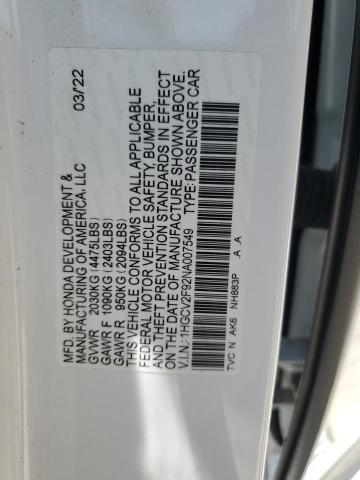 MFD. BY HONDA DEVELOPMENT & 03/22
MANUFACTURING OF AMERICA, LLC
GVWR 2030KG (4475LBS)
GAWR F 1090KG (2403LBS)
GAWR R 950KG (2094LBS)
THIS VEHICLE CONFORMS TO ALL APPLICABLE
FEDERAL MOTOR VEHICLE SAFETY, BUMPER,
AND THEFT PREVENTION STANDARDS IN EFFECT
ON THE DATE OF MANUFACTURE SHOWN ABOVE.
V.I.N.: 1HGCV2F92NA007549 TYPE: PASSENGER CAR
TVC N AK6 NH883P A A